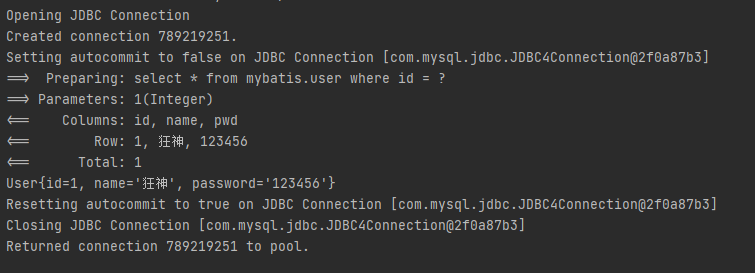 Opening JDBC Connection
Created connection 789219251.
Setting autocommit to false on JDBC Connection [com.mysql.jdbc.JDBC4Connection@2f0a87b3]
==>  Preparing: select * from mybatis.user where id = ?
==> Parameters: 1(Integer)
<==    Columns: id, name, pwd
<==        Row: 1, 狂神, 123456
<==      Total: 1
User{id=1, name='狂神', password='123456'}
Resetting autocommit to true on JDBC Connection [com.mysql.jdbc.JDBC4Connection@2f0a87b3]
Closing JDBC Connection [com.mysql.jdbc.JDBC4Connection@2f0a87b3]
Returned connection 789219251 to pool.